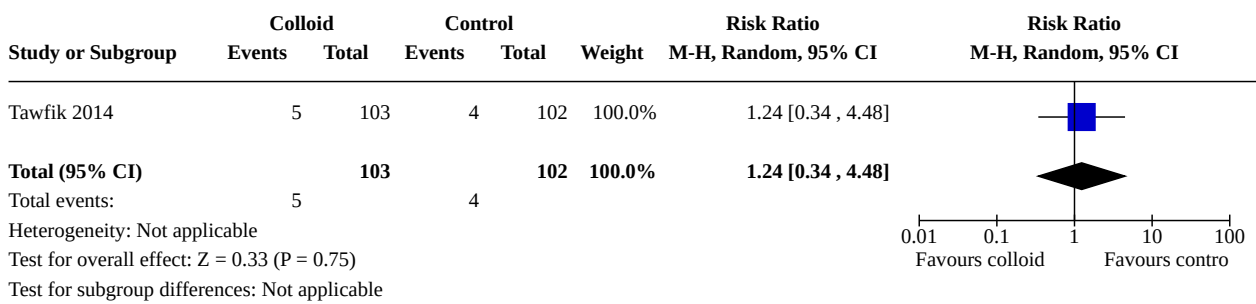 Colloid Control Risk Ratio Risk Ratio
Study or Subgroup Events Total Events Total Weight M-H, Random, 95% CI M-H, Random, 95% CI
Tawfik 2014 5 103 4 102 100.0% 1.24 [0.34 , 4.48]
Total (95% CI) 103 102 100.0% 1.24 [0.34 , 4.48]
Total events: 5 4
Heterogeneity: Not applicable
0.01 0.1 1 10 100
Test for overall effect: Z = 0.33 (P = 0.75) Favours colloid Favours contro
Test for subgroup differences: Not applicable